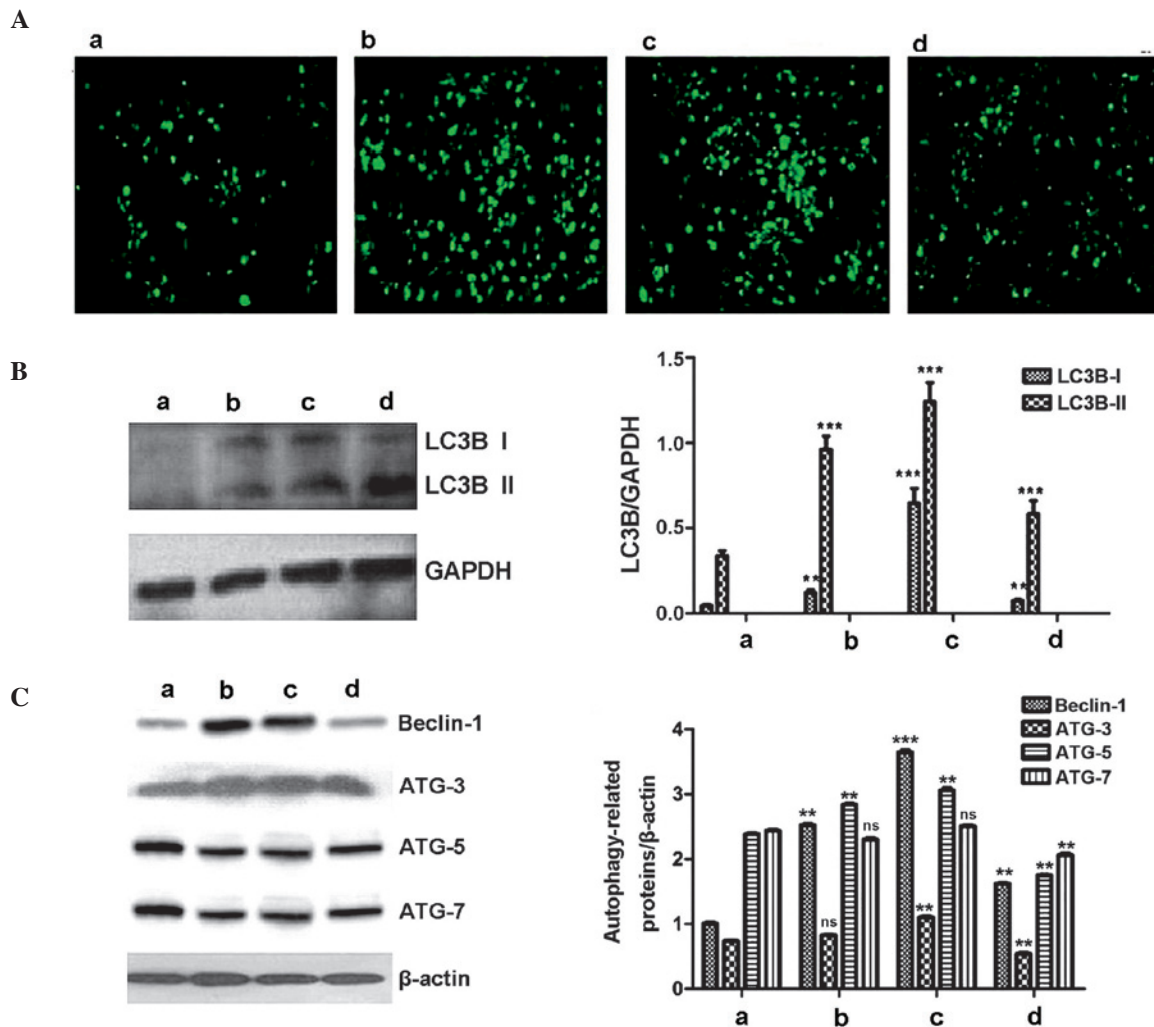 A
a b c d
B
a b c d
LC3B I
LC3B II
GAPDH
LC3B/GAPDH
1.5
1.0
0.5
0.0
** *** *** *** ** ***
a b c d
LC3B-I
LC3B-II
C
a b c d
Beclin-1
ATG-3
ATG-5
ATG-7
β-actin
Autophagy-related
proteins/β-actin
4
3
2
1
0
** ns ** ns *** ** ** ns ** ** ** **
a b c d
Beclin-1
ATG-3
ATG-5
ATG-7